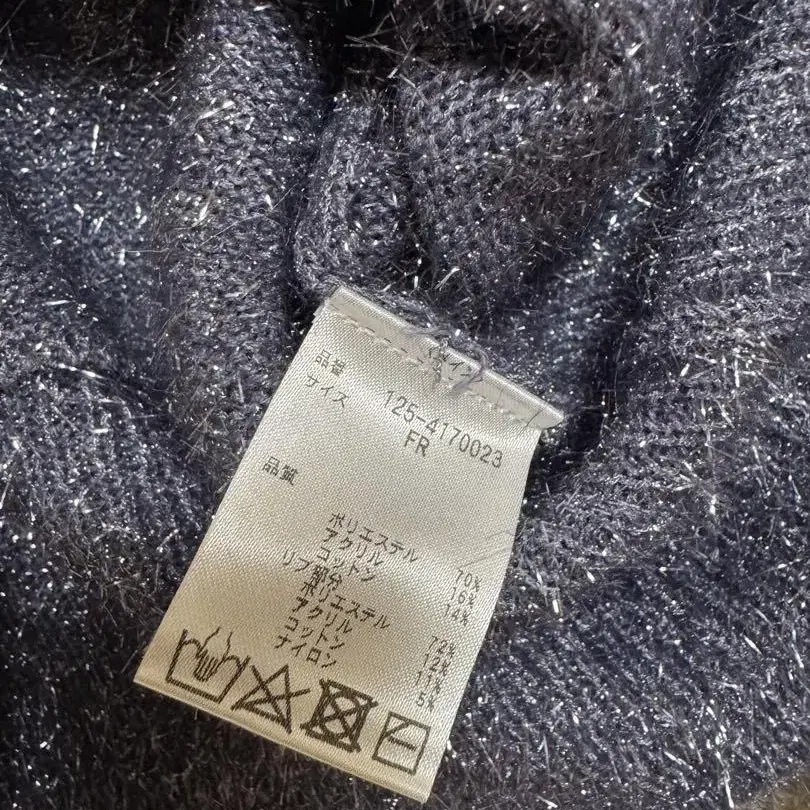 品番 125-4170023
サイズ FR
品質
ポリエステル 70%
アクリル 16%
コットン 14%
リブ部分
ポリエステル 72%
アクリル 12%
コットン 11%
ナイロン 5%